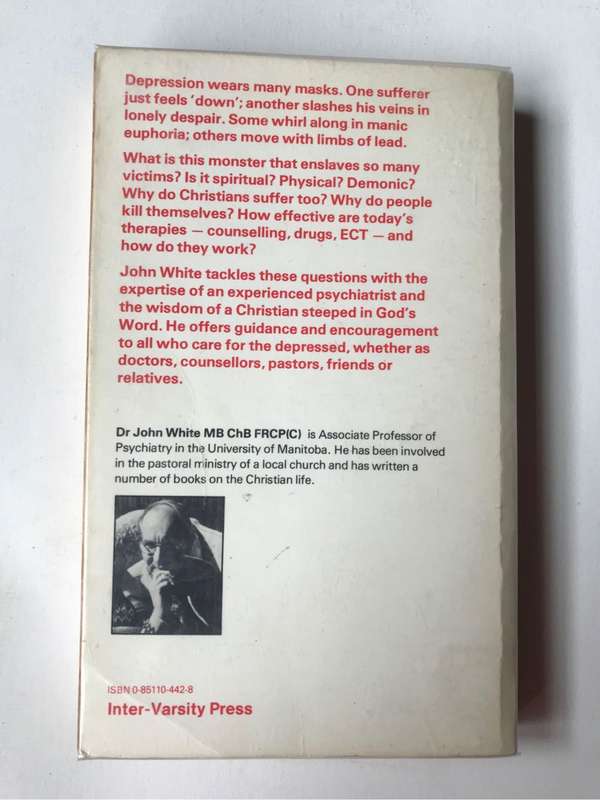 Depression wears many masks. One sufferer
just feels ‘down’; another slashes his veins in
lonely despair. Some whirl along in manic
euphoria; others move with limbs of lead.
What is this monster that enslaves so many
victims? Is it spiritual? Physical? Demonic?
Why do Christians suffer too? Why do people
kill themselves? How effective are today’s
therapies — counselling, drugs, ECT — and
how do they work?
John White tackles these questions with the
expertise of an experienced psychiatrist and
the wisdom of a Christian steeped in God’s
Word. He offers guidance and encouragement
to all who care for the depressed, whether as
doctors, counsellors, pastors, friends or
relatives.
Dr John White MB ChB FRCP(C) is Associate Professor of
Psychiatry in the University of Manitoba. He has been involved
in the pastoral ministry of a local church and has written a
number of books on the Christian life.
ISBN 0-85110-442-8
Inter-Varsity Press